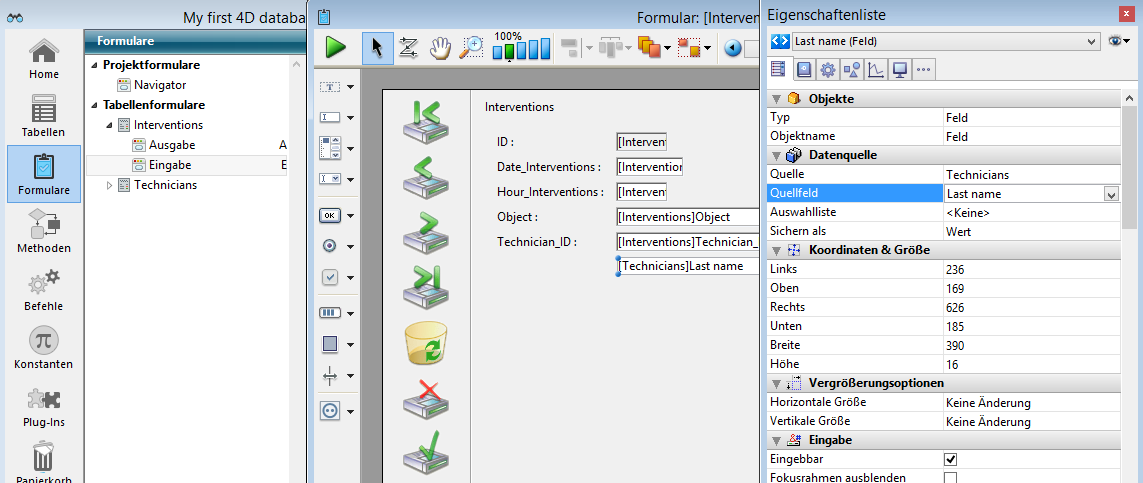 My first 4D databa
Home
Tabellen
Formulare
Methoden
Befehle
Konstanten
Plug-Ins
Papierkorb
Formulare
Projektformulare
Navigator
Tabellenformulare
Interventions
Ausgabe A
Eingabe E
Technicians
Formular: [Interven
100%
T
OK
Interventions
ID : [Interven
Date_Interventions : [Intervention
Hour_Interventions : [Interven
Object : [Interventions]Object
Technician_ID : [Interventions]Technician_
[Technicians]Last name
Eigenschaftenliste
Last name (Feld)
Objekte
Typ Feld
Objektname Feld
Datenquelle
Quelle Technicians
Quellfeld Last name
Auswahlliste <Keine>
Sichern als Wert
Koordinaten & Größe
Links 236
Oben 169
Rechts 626
Unten 185
Breite 390
Höhe 16
Vergrößerungsoptionen
Horizontale Größe Keine Änderung
Vertikale Größe Keine Änderung
Eingabe
Eingebbar
Fokusrahmen ausblenden